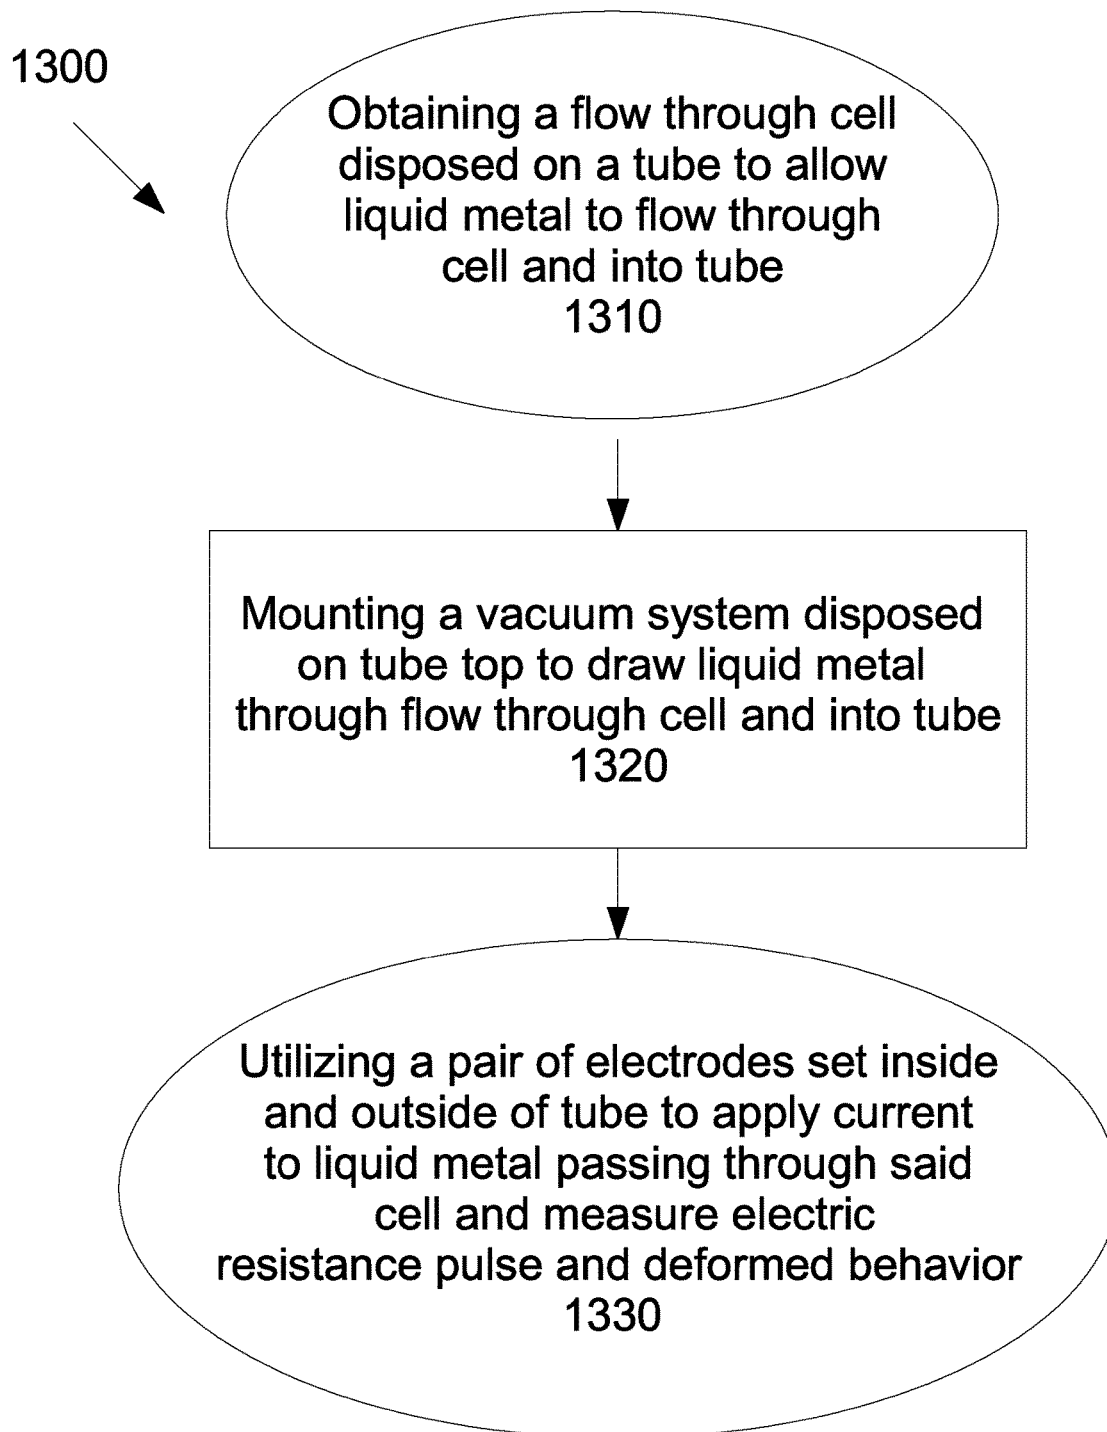 1300
Obtaining a flow through cell
disposed on a tube to allow
liquid metal to flow through
cell and into tube
1310
Mounting a vacuum system disposed
on tube top to draw liquid metal
through flow through cell and into tube
1320
Utilizing a pair of electrodes set inside
and outside of tube to apply current
to liquid metal passing through said
cell and measure electric
resistance pulse and deformed behavior
1330